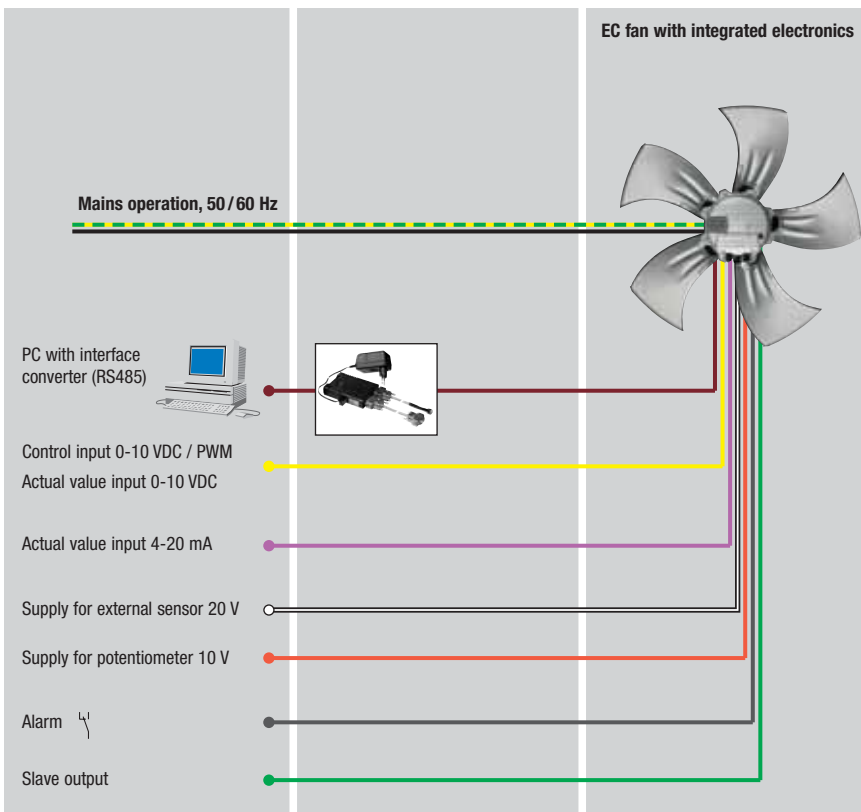 EC fan with integrated electronics
Mains operation, 50 / 60 Hz
PC with interface
converter (RS485)
Control input 0-10 VDC / PWM
Actual value input 0-10 VDC
Actual value input 4-20 mA
Supply for external sensor 20 V
Supply for potentiometer 10 V
Alarm
Slave output